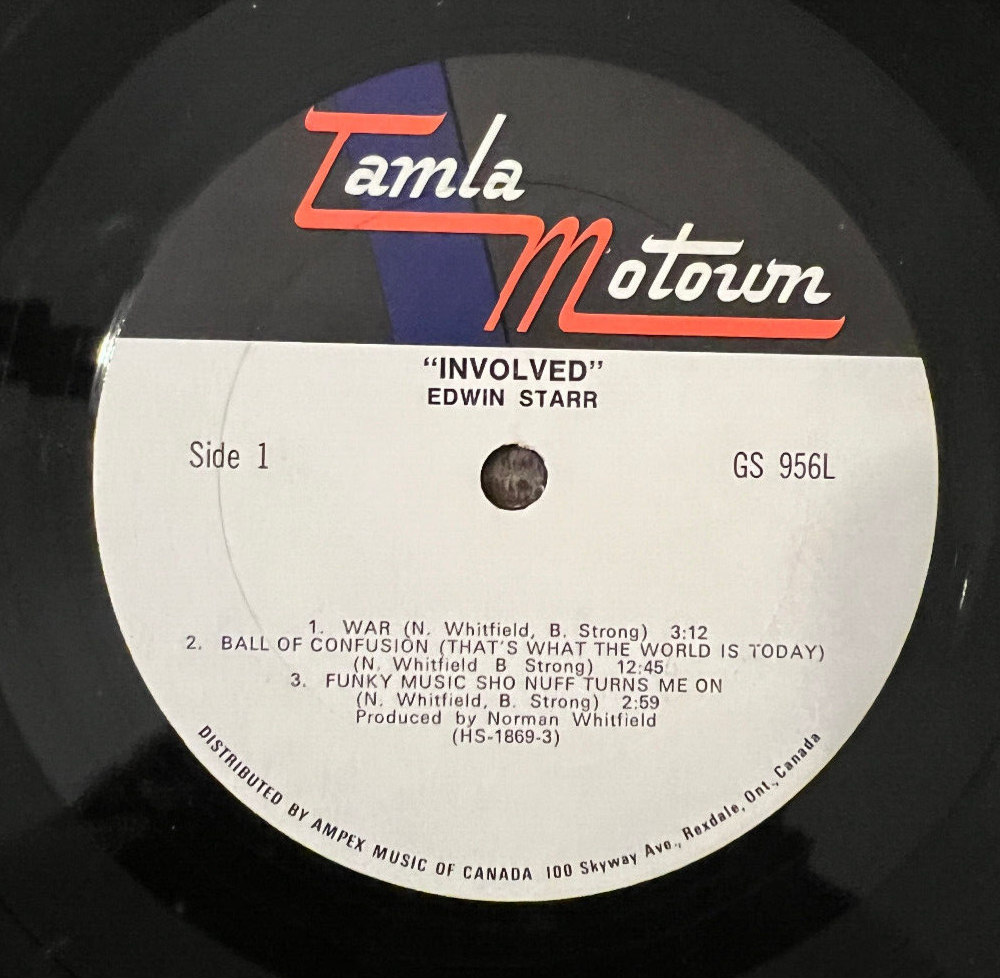 Tamla
Motown
“INVOLVED”
EDWIN STARR
Side 1
GS 956L
1. WAR (N. Whitfield, B. Strong) 3:12
2. BALL OF CONFUSION (THAT'S WHAT THE WORLD IS TODAY)
(N. Whitfield B Strong) 12:45
3. FUNKY MUSIC SHO NUFF TURNS ME ON
(N. Whitfield, B. Strong) 2:59
Produced by Norman Whitfield
(HS-1869-3)
DISTRIBUTED BY AMPEX MUSIC OF CANADA 100 Skyway Ave., Rexdale, Ont., Canada